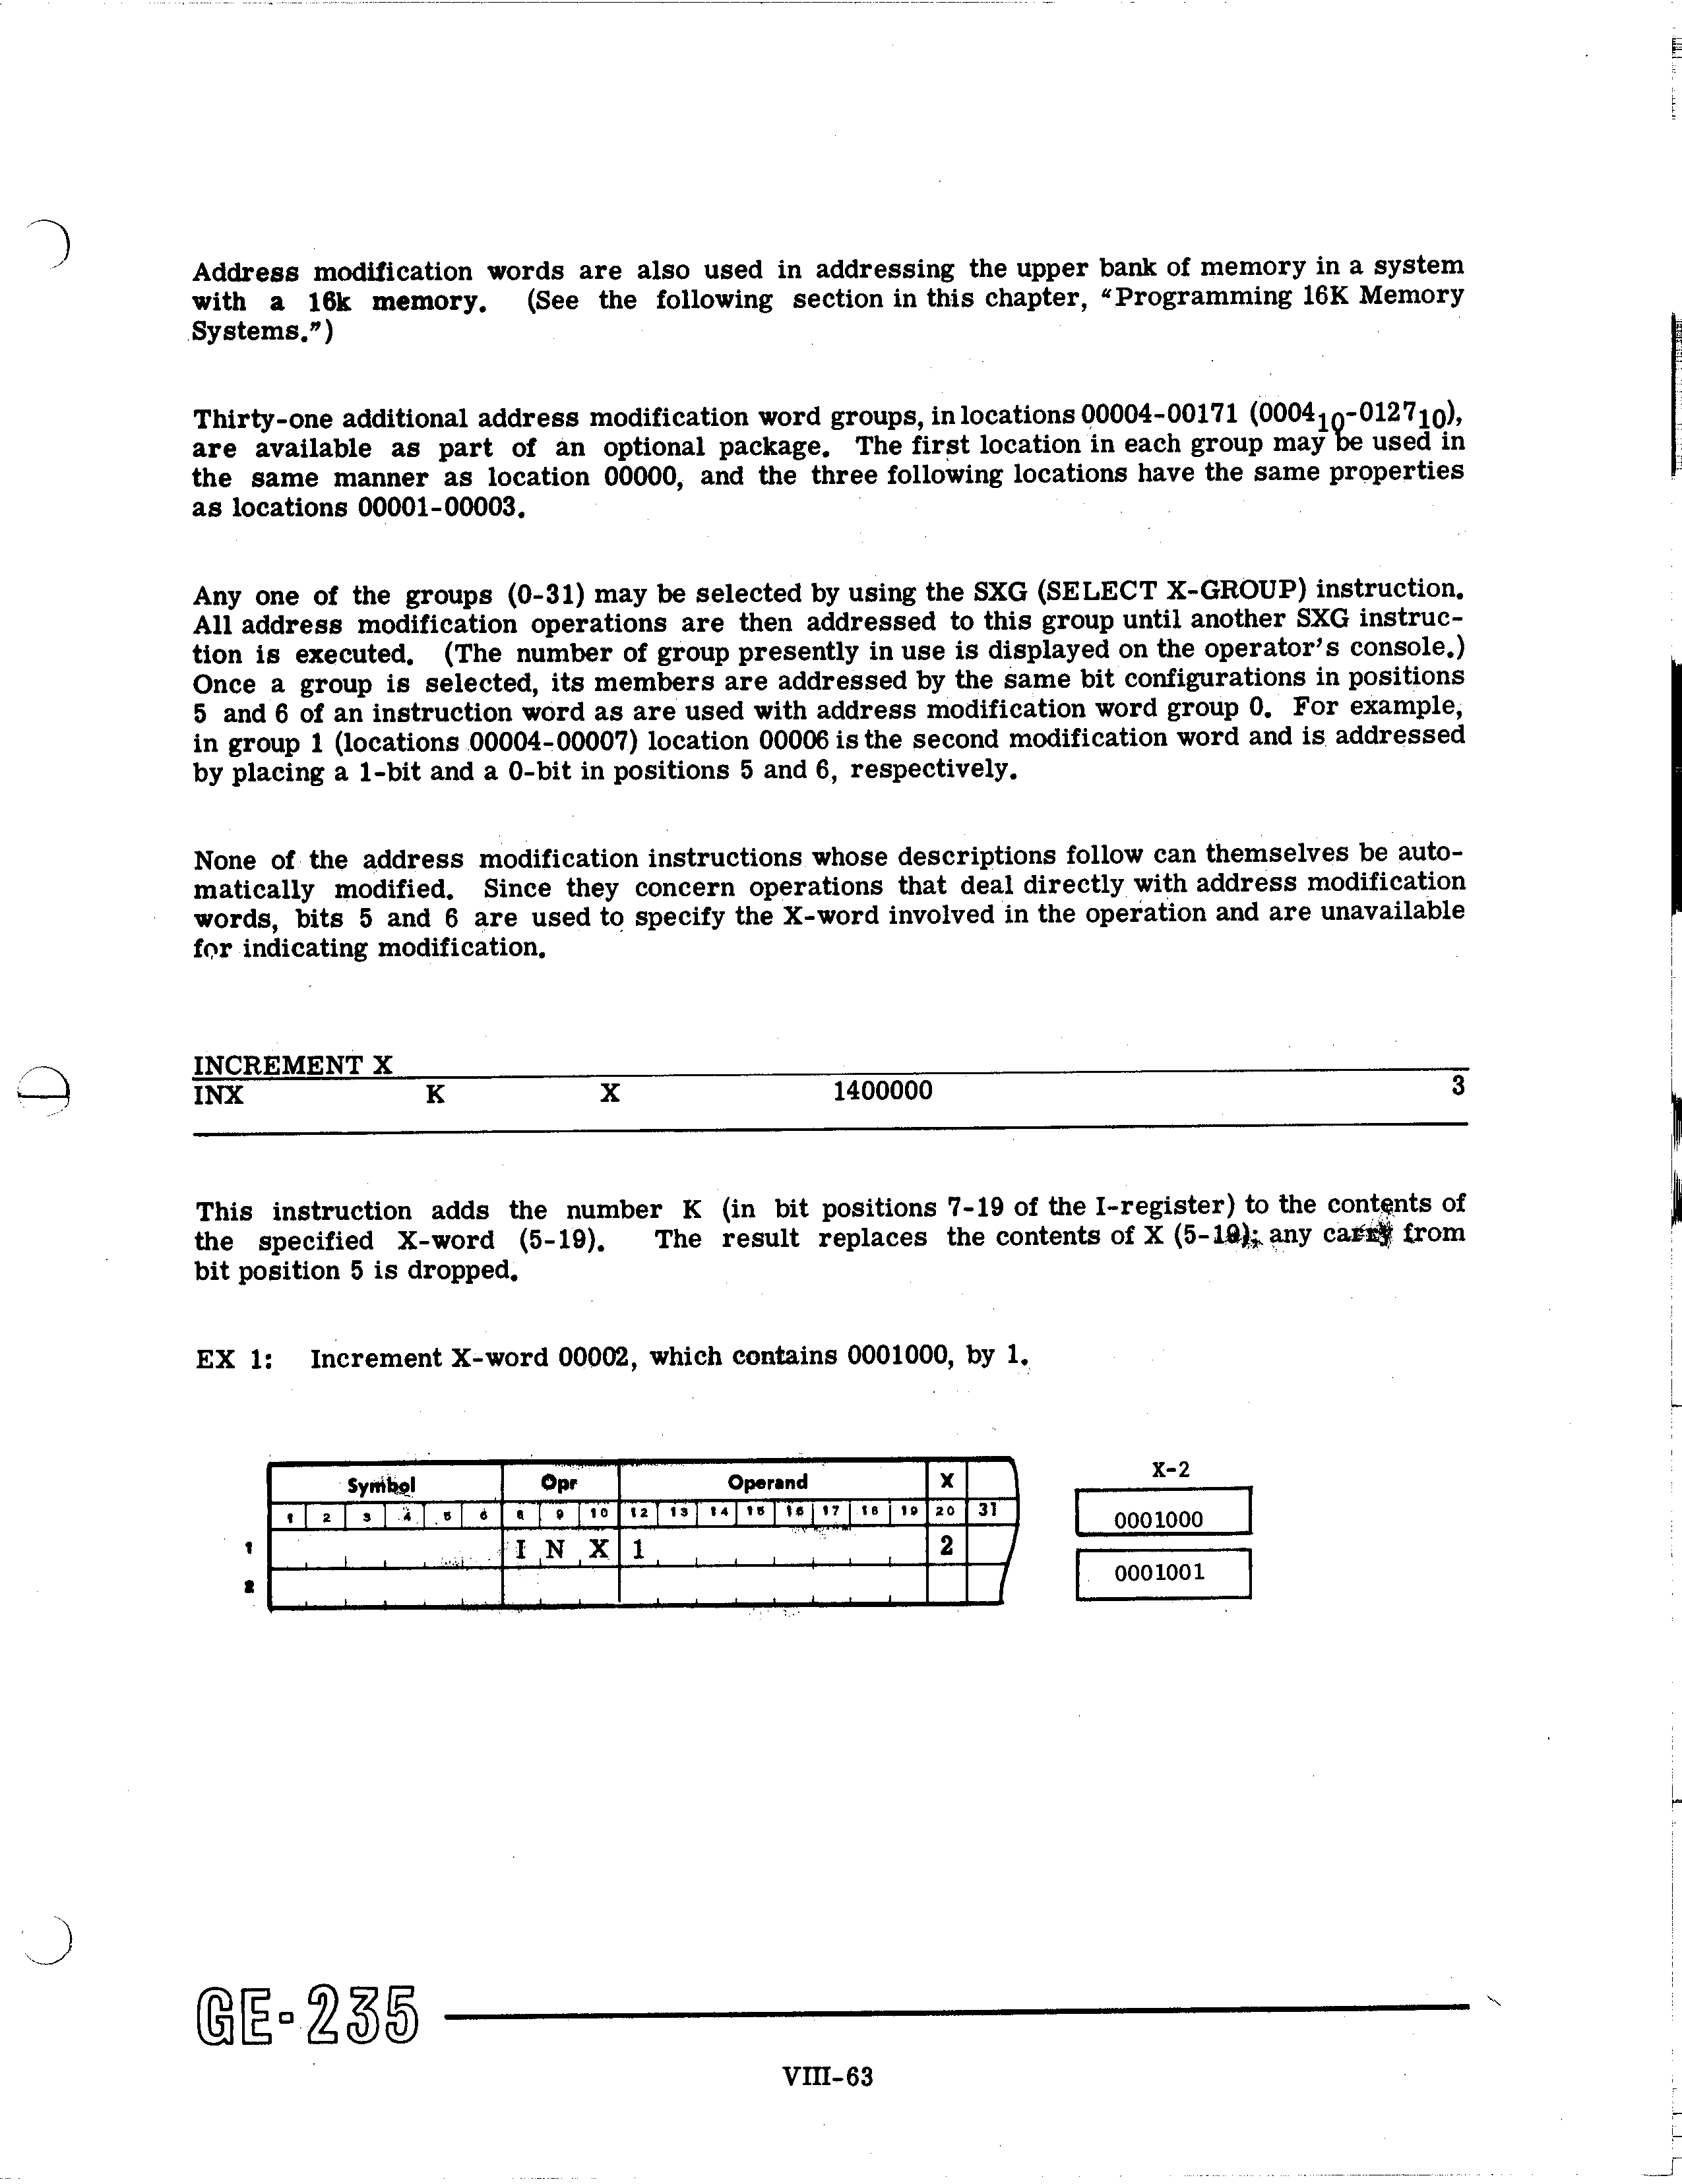 Address modification words are also used in addressing the upper bank of memory in a system
with a 16k memory. (See the following section in this chapter, “Programming 16K Memory
Systems.”)
Thirty-one additional address modification word groups, in locations 00004-00171 (0004₁₀-0127₁₀),
are available as part of an optional package. The first location in each group may be used in
the same manner as location 00000, and the three following locations have the same properties
as locations 00001-00003.
Any one of the groups (0-31) may be selected by using the SXG (SELECT X-GROUP) instruction.
All address modification operations are then addressed to this group until another SXG instruc-
tion is executed. (The number of group presently in use is displayed on the operator's console.)
Once a group is selected, its members are addressed by the same bit configurations in positions
5 and 6 of an instruction word as are used with address modification word group 0. For example,
in group 1 (locations 00004-00007) location 00006 is the second modification word and is addressed
by placing a 1-bit and a 0-bit in positions 5 and 6, respectively.
None of the address modification instructions whose descriptions follow can themselves be auto-
matically modified. Since they concern operations that deal directly with address modification
words, bits 5 and 6 are used to specify the X-word involved in the operation and are unavailable
for indicating modification.
INCREMENT X
INX K X 1400000 3
This instruction adds the number K (in bit positions 7-19 of the I-register) to the contents of
the specified X-word (5-19). The result replaces the contents of X (5-19); any carry from
bit position 5 is dropped.
EX 1: Increment X-word 00002, which contains 0001000, by 1.
Symbol Opr Operand X X-2
1 2 3 4 5 6 8 9 10 12 13 14 15 16 17 18 19 20 31 0001000
1 I N X 1 2
2 0001001
GE-235
VIII-63